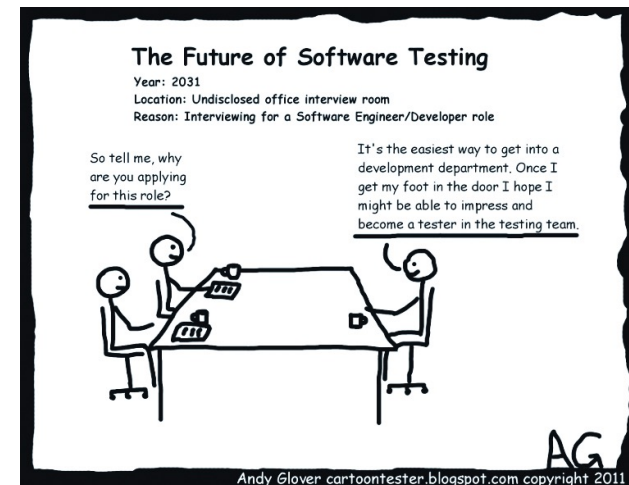 The Future of Software Testing
Year: 2031
Location: Undisclosed office interview room
Reason: Interviewing for a Software Engineer/Developer role
So tell me, why
are you applying
for this role?
It's the easiest way to get into a
development department. Once I
get my foot in the door I hope I
might be able to impress and
become a tester in the testing team.
AG
Andy Glover cartoontester.blogspot.com copyright 2011